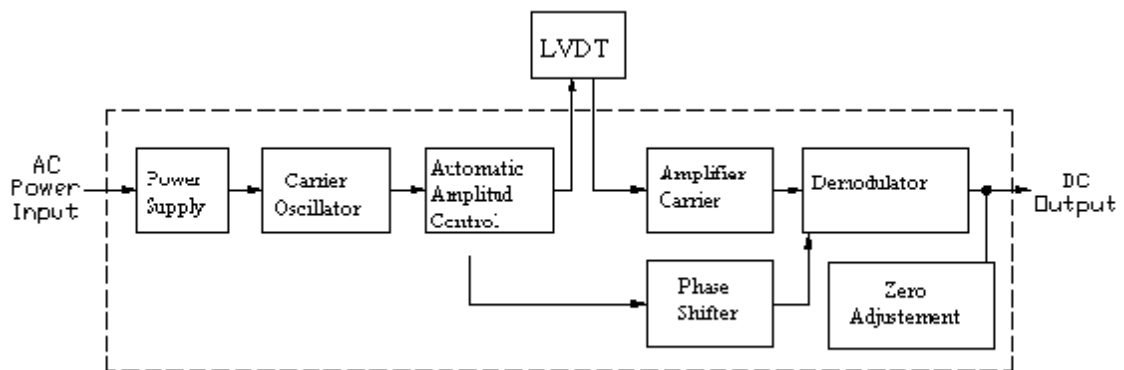 LVDT
AC
Power
Input
Power
Supply
Carrier
Oscillator
Automatic
Amplitud
Control
Amplifier
Carrier
Demodulator
DC
Output
Phase
Shifter
Zero
Adjustement